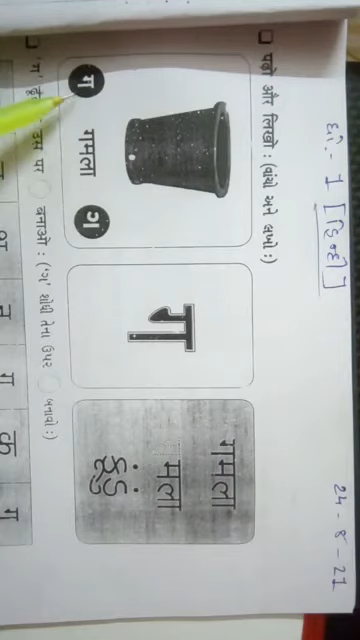 ધો.- 1 [हिन्दी] 24-8-21
पढो और लिखो : (વાંચો અને લખો :)
ग गमला ગ
ग
गमला
मला
કૂંડું
'ग' ढूँ उस पर ◯ बनाओ : ('ગ' શોધી તેના ઉપર ◯ બનાવો :)
ग क ग